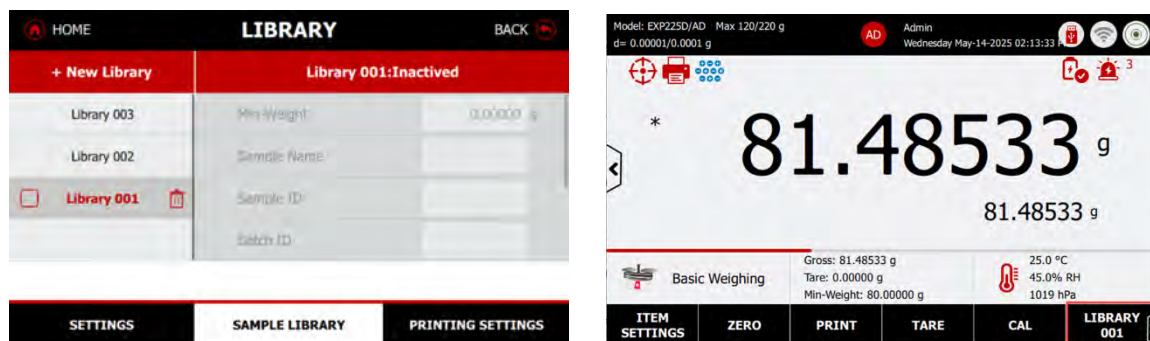 HOME
LIBRARY
BACK
+ New Library
Library 001:Inactived
Library 003
Min-Weight
0.00000 g
Library 002
Sample Name
Library 001
Sample ID
Batch ID
SETTINGS
SAMPLE LIBRARY
PRINTING SETTINGS
Model: EXP225D/AD Max 120/220 g
d= 0.00001/0.0001 g
AD
Admin
Wednesday May-14-2025 02:13:33
3
*
81.48533 g
81.48533 g
Basic Weighing
Gross: 81.48533 g
Tare: 0.00000 g
Min-Weight: 80.00000 g
25.0 °C
45.0% RH
1019 hPa
ITEM
SETTINGS
ZERO
PRINT
TARE
CAL
LIBRARY
001